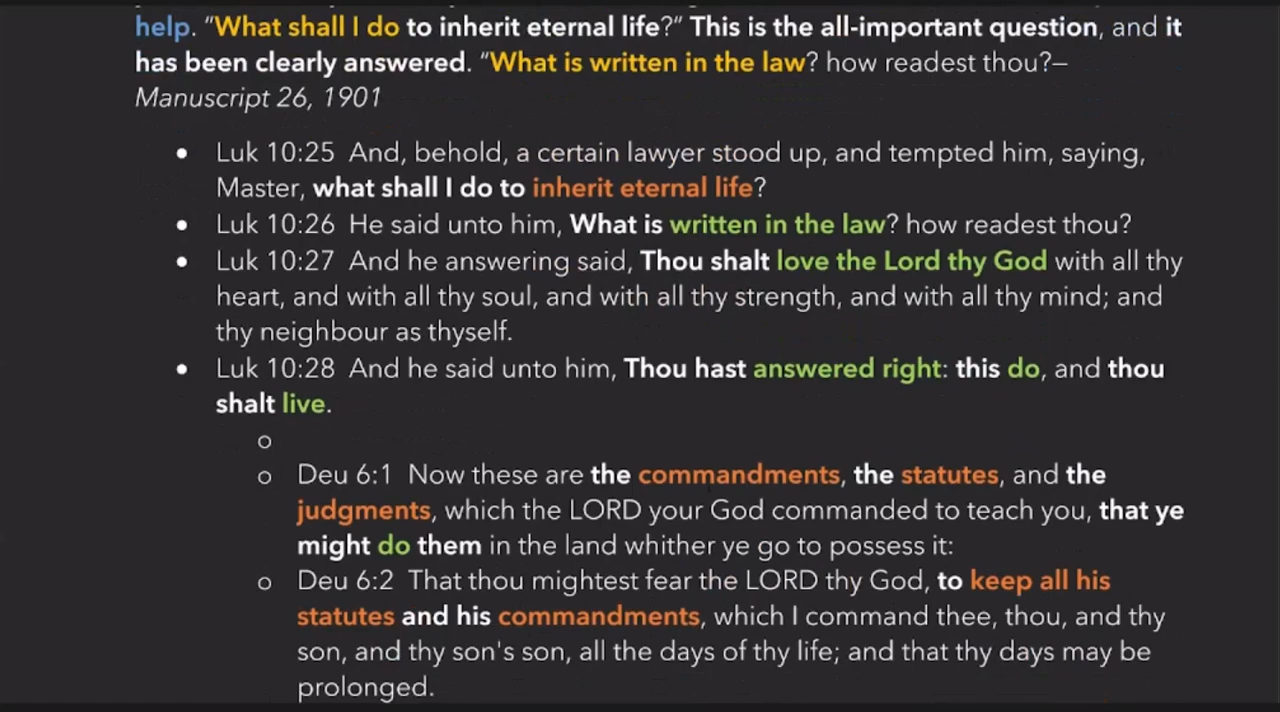 help. “What shall I do to inherit eternal life?” This is the all-important question, and it
has been clearly answered. “What is written in the law? how readest thou?—
Manuscript 26, 1901
• Luk 10:25 And, behold, a certain lawyer stood up, and tempted him, saying,
Master, what shall I do to inherit eternal life?
• Luk 10:26 He said unto him, What is written in the law? how readest thou?
• Luk 10:27 And he answering said, Thou shalt love the Lord thy God with all thy
heart, and with all thy soul, and with all thy strength, and with all thy mind; and
thy neighbour as thyself.
• Luk 10:28 And he said unto him, Thou hast answered right: this do, and thou
shalt live.
o
o Deu 6:1 Now these are the commandments, the statutes, and the
judgments, which the LORD your God commanded to teach you, that ye
might do them in the land whither ye go to possess it:
o Deu 6:2 That thou mightest fear the LORD thy God, to keep all his
statutes and his commandments, which I command thee, thou, and thy
son, and thy son's son, all the days of thy life; and that thy days may be
prolonged.